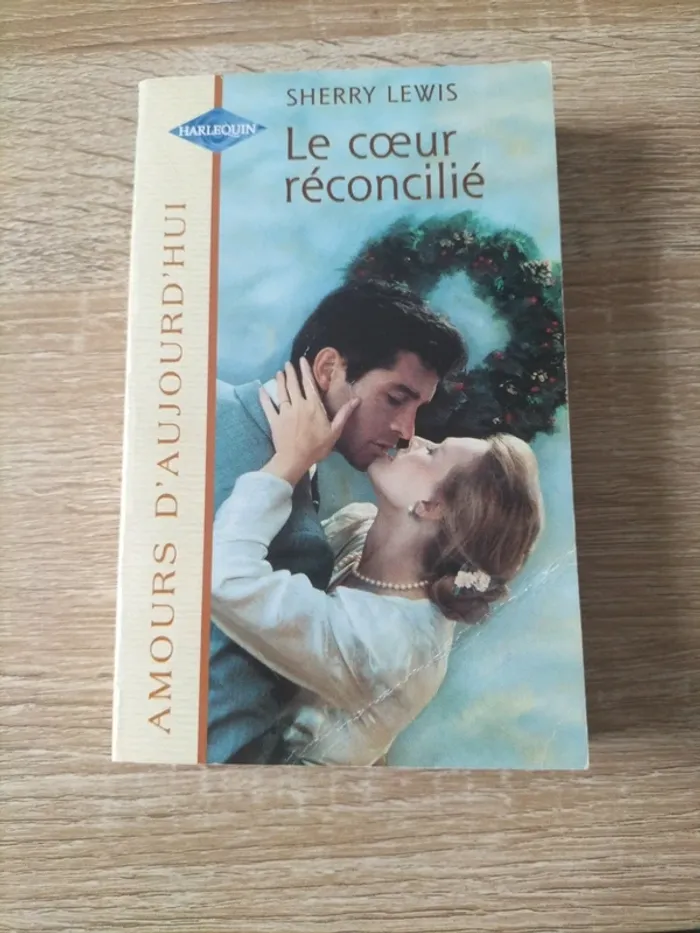 SHERRY LEWIS
HARLEQUIN
Le cœur
réconcilié
AMOURS D'AUJOURD'HUI